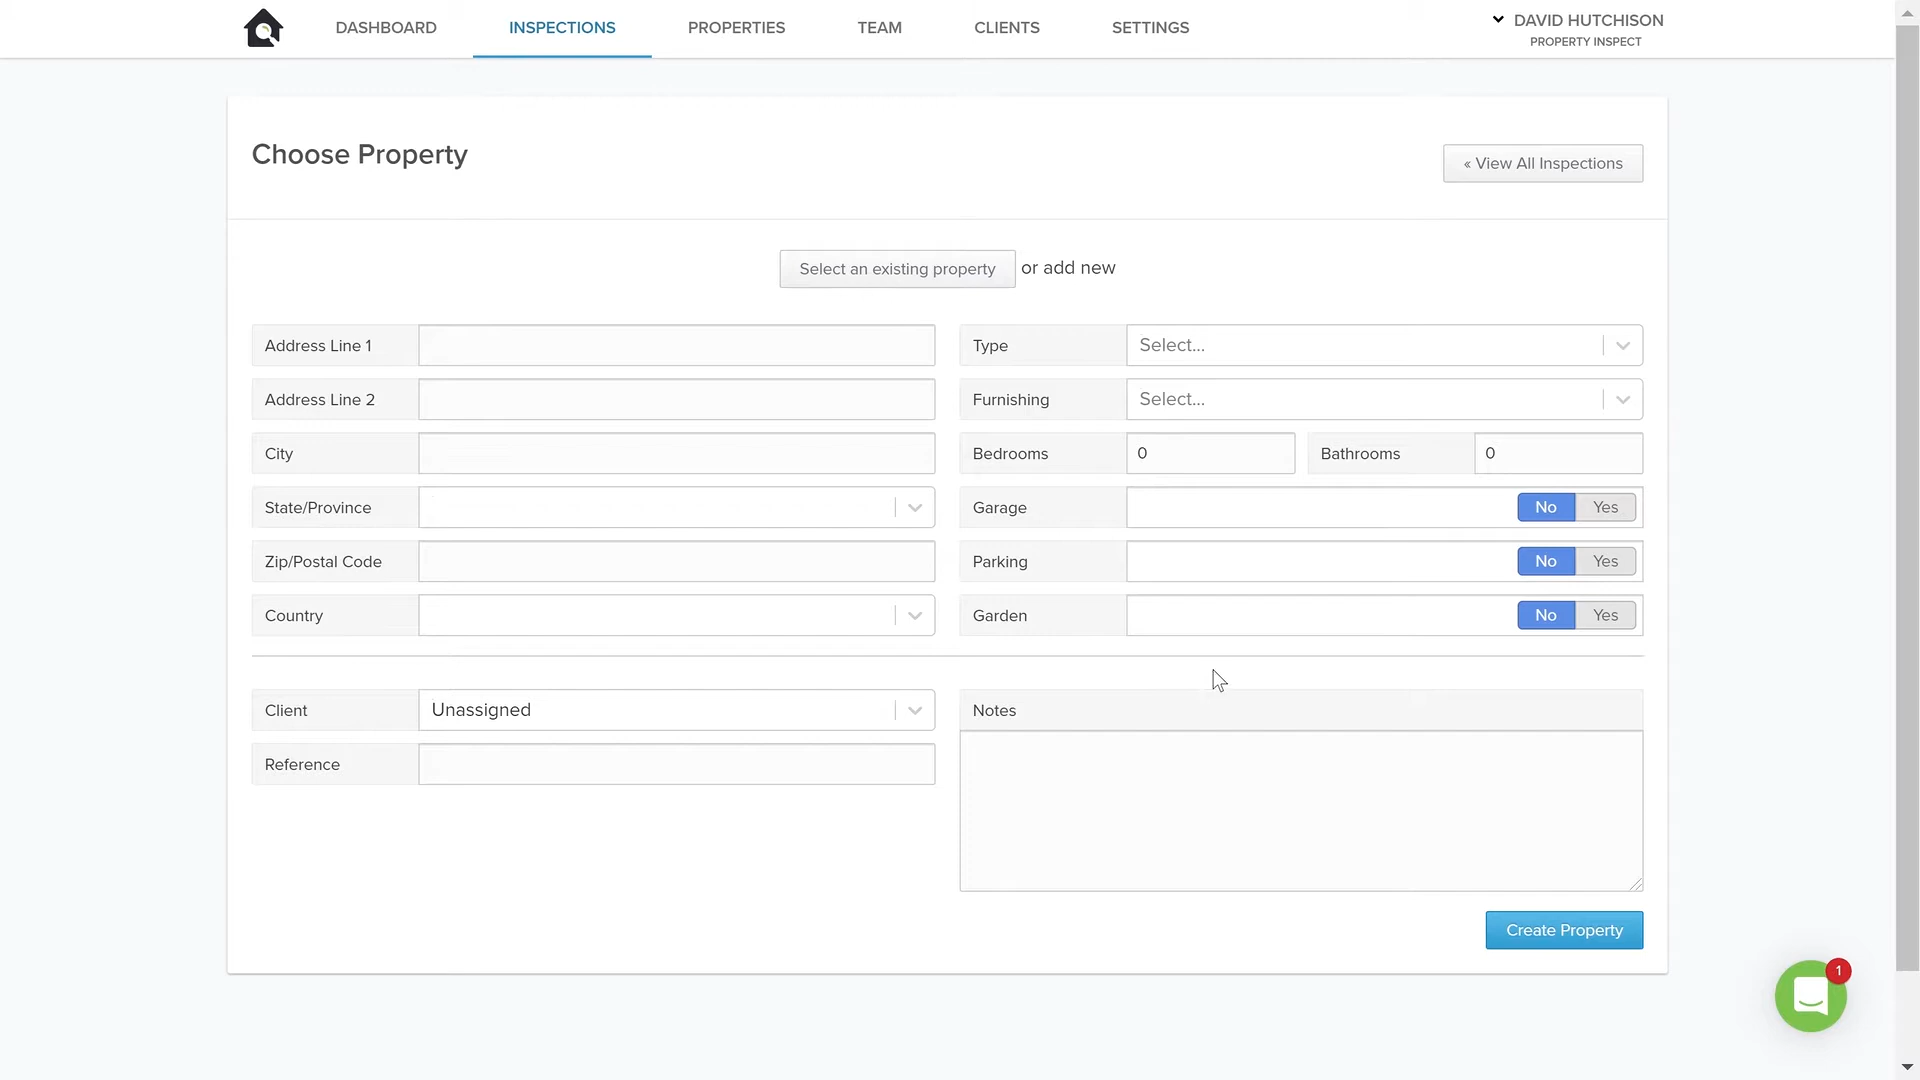 DASHBOARD
INSPECTIONS
PROPERTIES
TEAM
CLIENTS
SETTINGS
DAVID HUTCHISON
PROPERTY INSPECT
Choose Property
« View All Inspections
Select an existing property or add new
Address Line 1
Type
Select...
Address Line 2
Furnishing
Select...
City
Bedrooms
0
Bathrooms
0
State/Province
Garage
No
Yes
Zip/Postal Code
Parking
No
Yes
Country
Garden
No
Yes
Client
Unassigned
Notes
Reference
Create Property
1